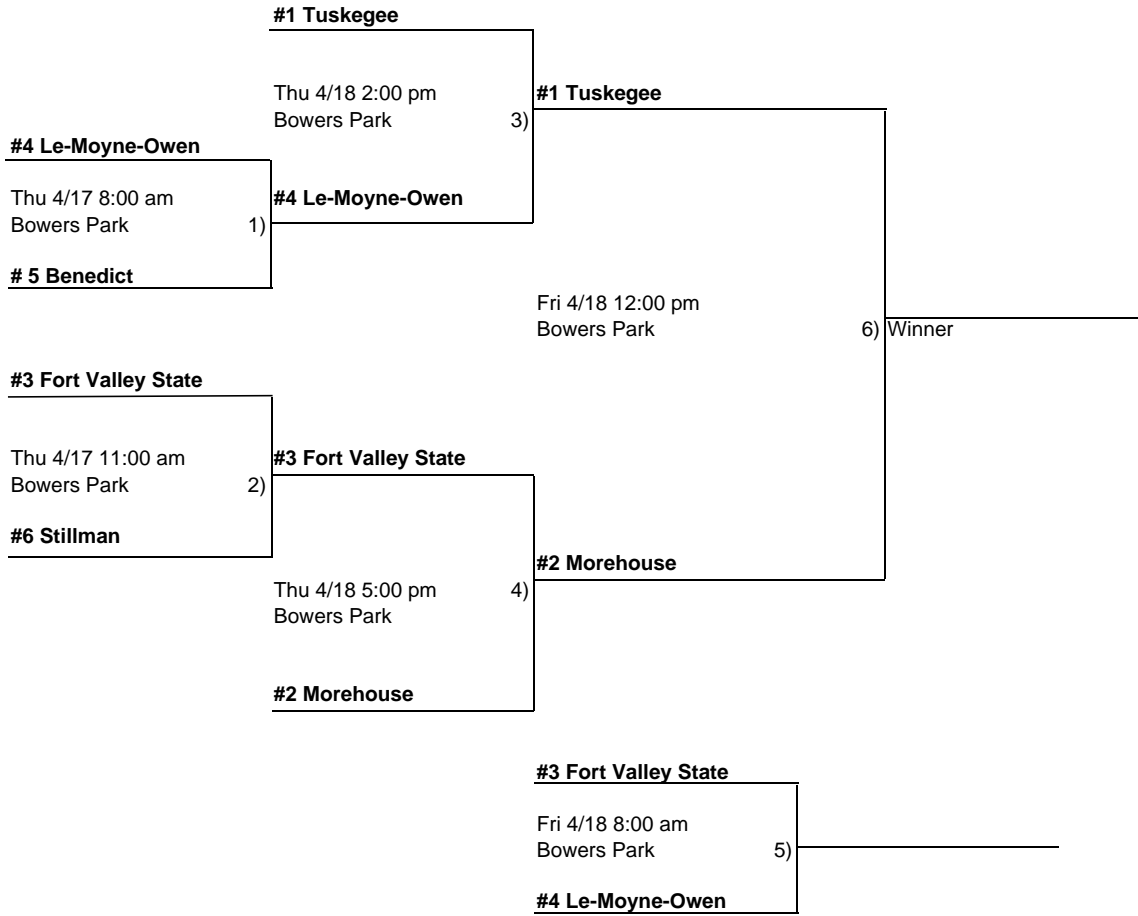 #1 Tuskegee
Thu 4/18 2:00 pm
#1 Tuskegee
Bowers Park
3)
#4 Le-Moyne-Owen
Thu 4/17 8:00 am
#4 Le-Moyne-Owen
Bowers Park
1)
# 5 Benedict
Fri 4/18 12:00 pm
Bowers Park
6) Winner
#3 Fort Valley State
Thu 4/17 11:00 am
#3 Fort Valley State
Bowers Park
2)
#6 Stillman
#2 Morehouse
Thu 4/18 5:00 pm
4)
Bowers Park
#2 Morehouse
#3 Fort Valley State
Fri 4/18 8:00 am
Bowers Park
5)
#4 Le-Moyne-Owen